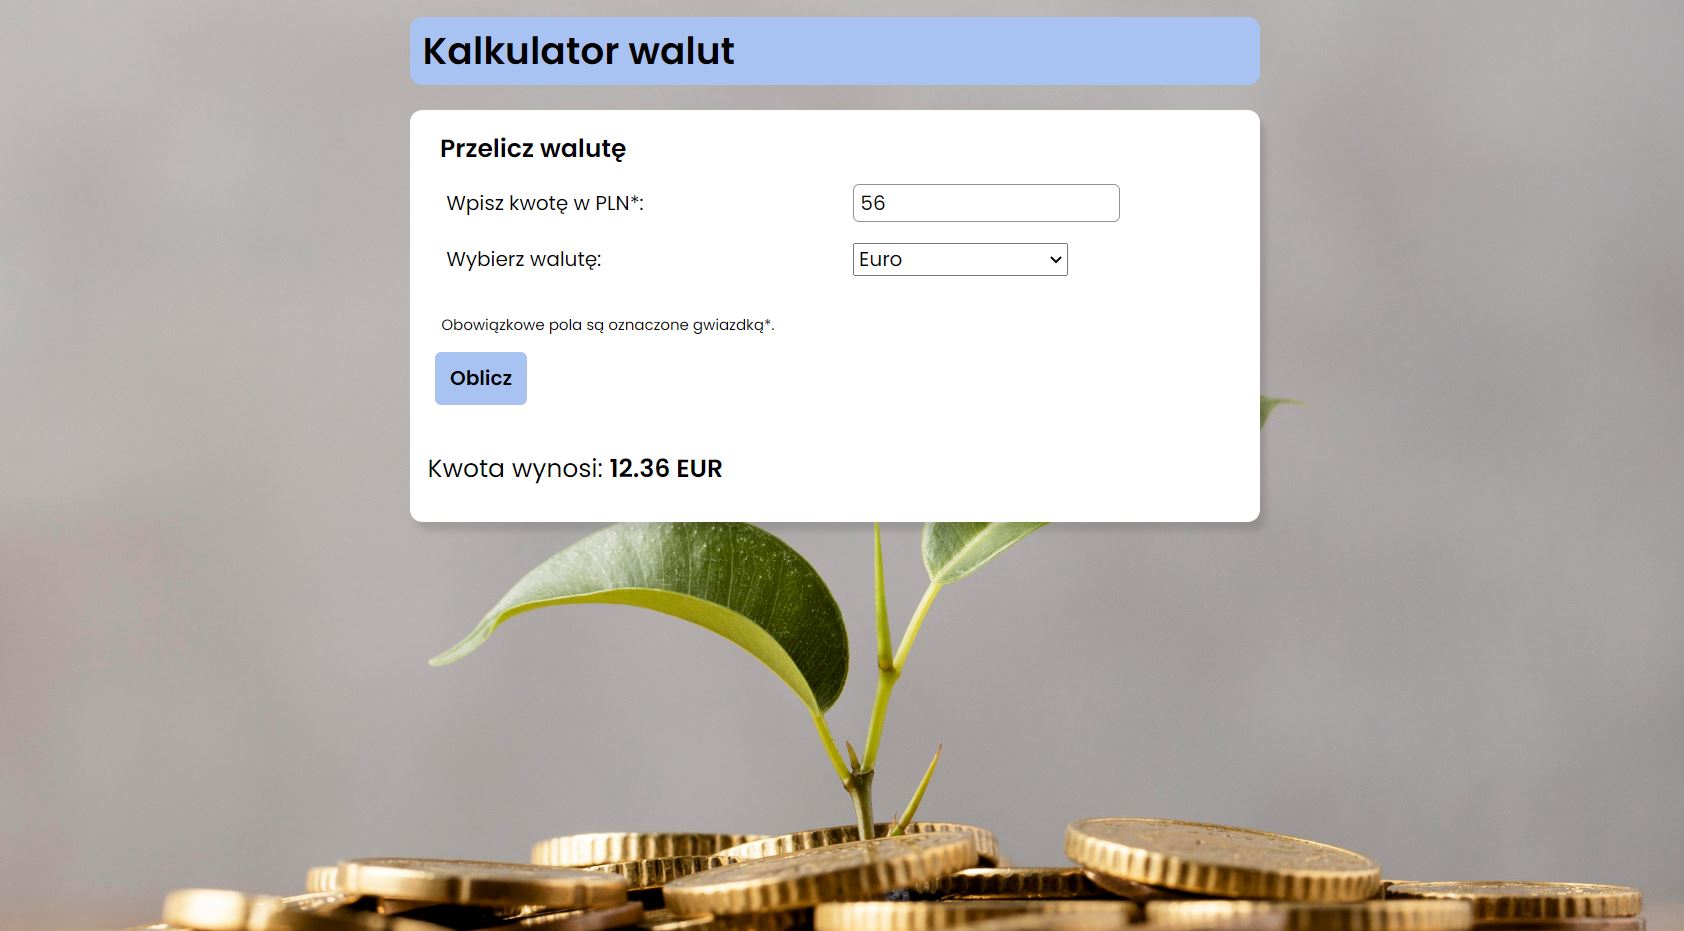 Kalkulator walut
Przelicz walutę
Wpisz kwotę w PLN*: 56
Wybierz walutę: Euro
Obowiązkowe pola są oznaczone gwiazdką*.
Oblicz
Kwota wynosi: 12.36 EUR